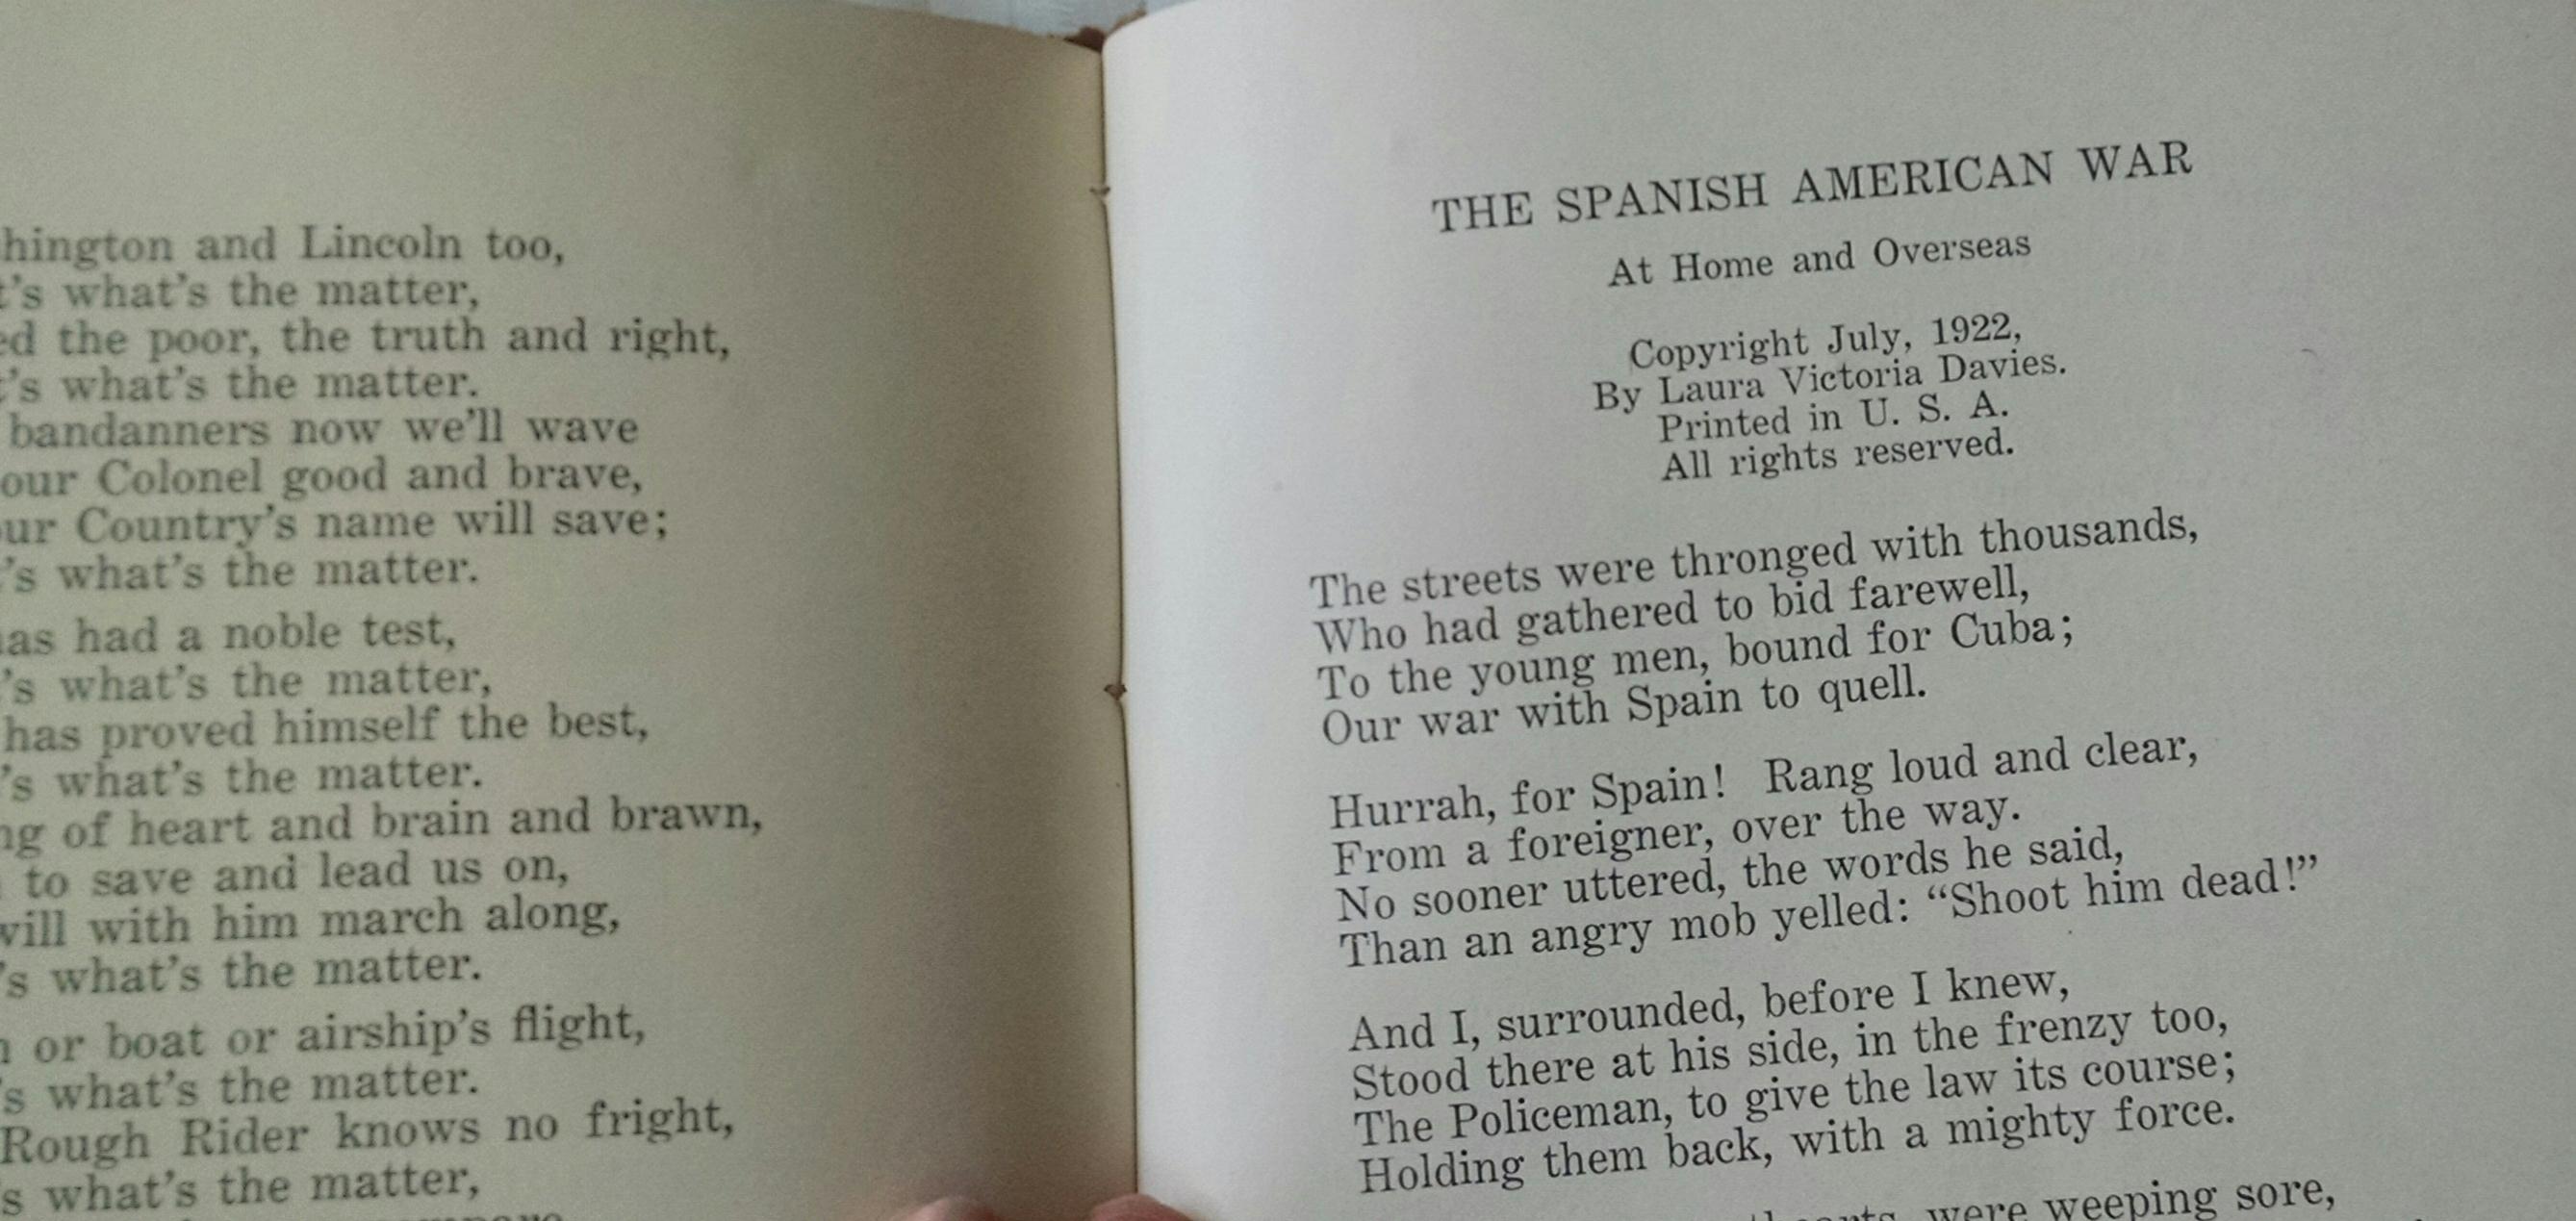 hington and Lincoln too,
's what's the matter,
ed the poor, the truth and right,
's what's the matter.
bandanners now we'll wave
our Colonel good and brave,
ur Country's name will save;
's what's the matter.
as had a noble test,
's what's the matter,
has proved himself the best,
's what's the matter.
ng of heart and brain and brawn,
to save and lead us on,
will with him march along,
's what's the matter.
or boat or airship's flight,
's what's the matter.
Rough Rider knows no fright,
s what's the matter,
THE SPANISH AMERICAN WAR
At Home and Overseas
Copyright July, 1922,
By Laura Victoria Davies.
Printed in U. S. A.
All rights reserved.
The streets were thronged with thousands,
Who had gathered to bid farewell,
To the young men, bound for Cuba;
Our war with Spain to quell.
Hurrah, for Spain! Rang loud and clear,
From a foreigner, over the way.
No sooner uttered, the words he said,
Than an angry mob yelled: “Shoot him dead!”
And I, surrounded, before I knew,
Stood there at his side, in the frenzy too,
The Policeman, to give the law its course;
Holding them back, with a mighty force.
were weeping sore,